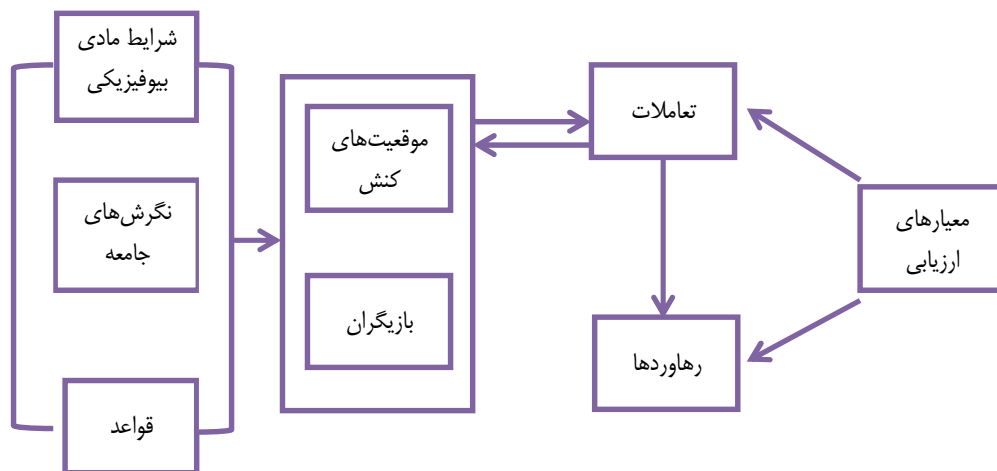 شرایط مادی
بیوفیزیکی
نگرش‌های
جامعه
قواعد
موقعیت‌های
کنش
بازیگران
تعاملات
رهاوردها
معیارهای
ارزیابی